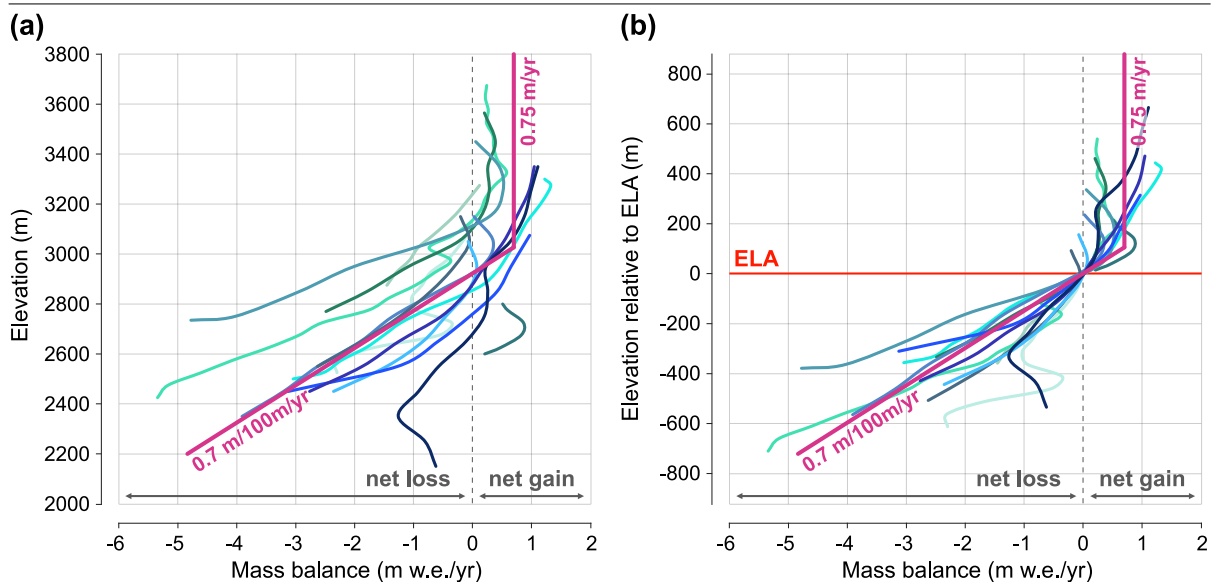 (a)
3800
3600
3400
3200
3000
2800
2600
2400
2200
2000
Elevation (m)
0.75 m/yr
0.7 m/100m/yr
net loss
net gain
-6 -5 -4 -3 -2 -1 0 1 2
Mass balance (m w.e./yr)
(b)
800
600
400
200
0
-200
-400
-600
-800
Elevation relative to ELA (m)
0.75 m/yr
ELA
0.7 m/100m/yr
net loss
net gain
-6 -5 -4 -3 -2 -1 0 1 2
Mass balance (m w.e./yr)